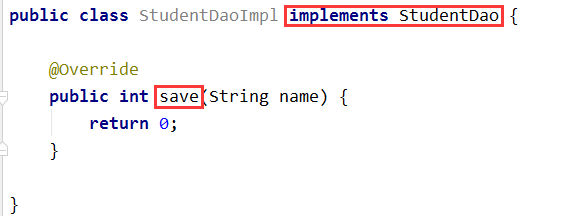 public class StudentDaoImpl implements StudentDao {
@Override
public int save(String name) {
return 0;
}
}